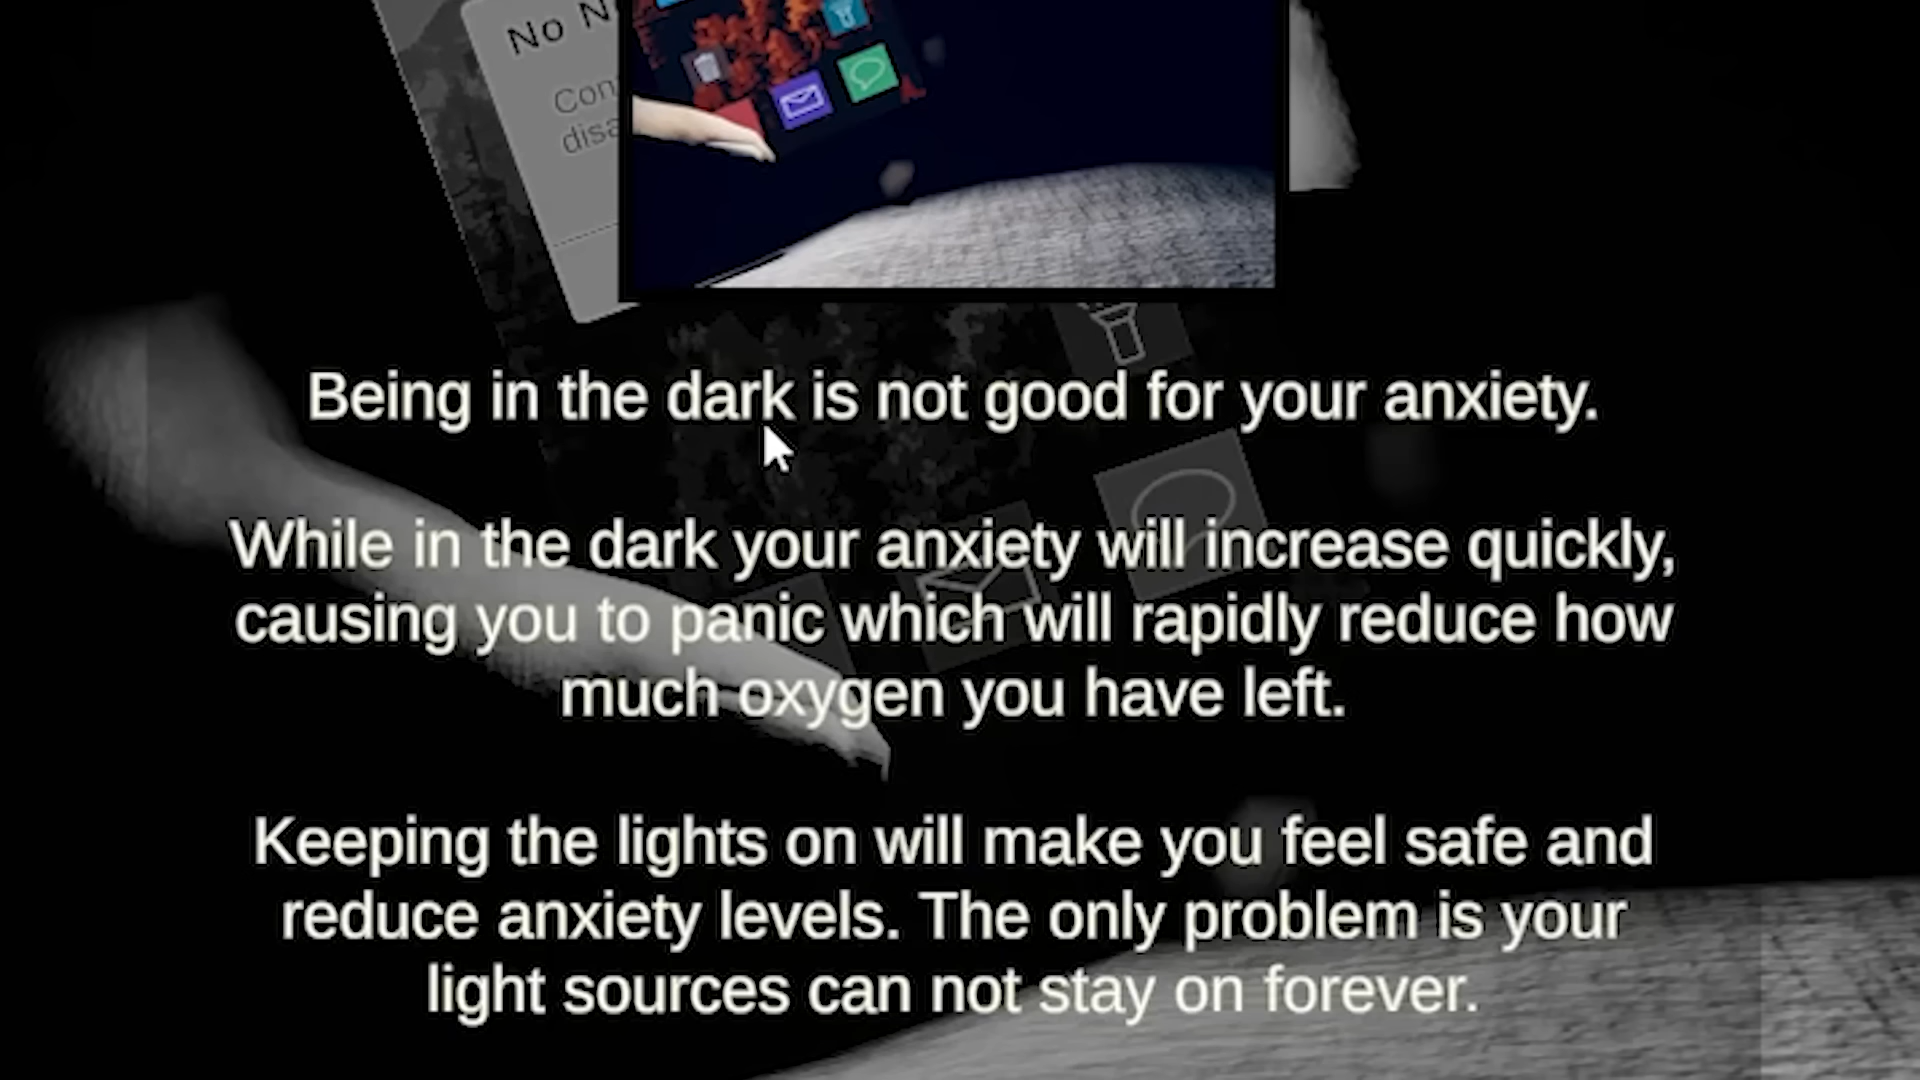 No
Being in the dark is not good for your anxiety.
While in the dark your anxiety will increase quickly,
causing you to panic which will rapidly reduce how
much oxygen you have left.
Keeping the lights on will make you feel safe and
reduce anxiety levels. The only problem is your
light sources can not stay on forever.